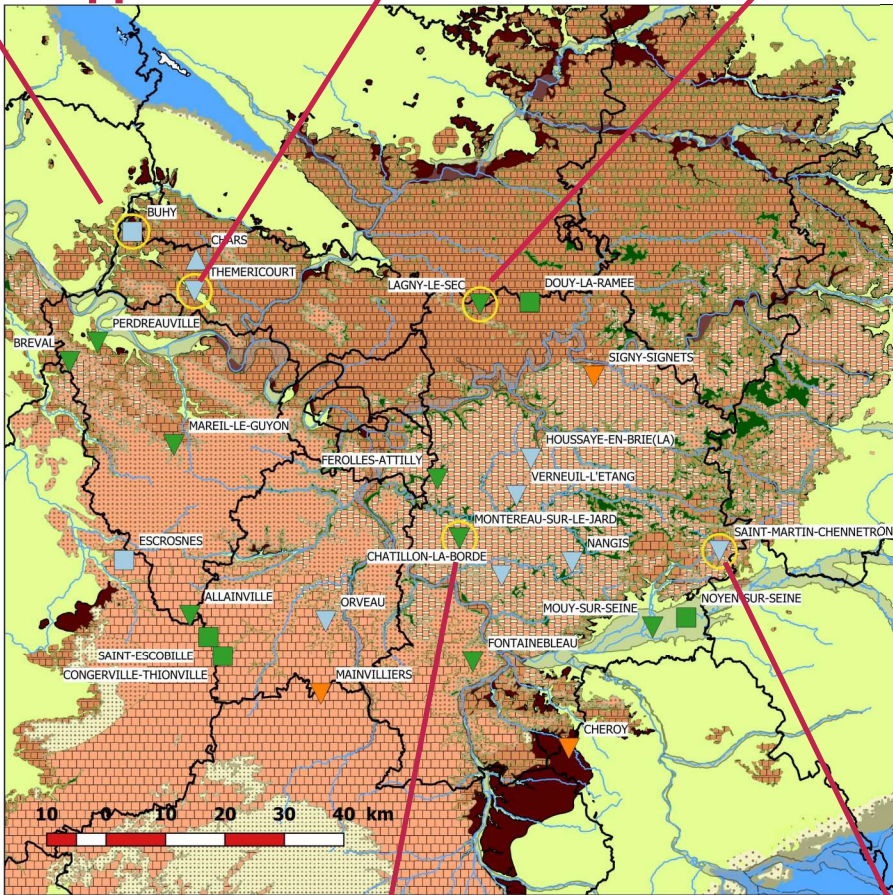 BUHY
CHARS
THEMERICOURT
LAGNY-LE-SEC
DOUY-LA-RAMEE
PERDREAUVILLE
BREVAL
SIGNY-SIGNETS
MAREIL-LE-GUYON
HOUSSAYE-EN-BRIE(LA)
FEROLLES-ATTILLY
VERNEUIL-L'ETANG
MONTEREAU-SUR-LE-JARD
SAINT-MARTIN-CHENNETRON
NANGIS
CHATILLON-LA-BORDE
ESCROSNES
ALLAINVILLE
ORVEAU
MOUY-SUR-SEINE
NOYEN-SUR-SEINE
SAINT-ESCOBILLE
FONTAINEBLEAU
CONGERVILLE-THIONVILLE
MAINVILLIERS
CHEROY
10 0 10 20 30 40 km